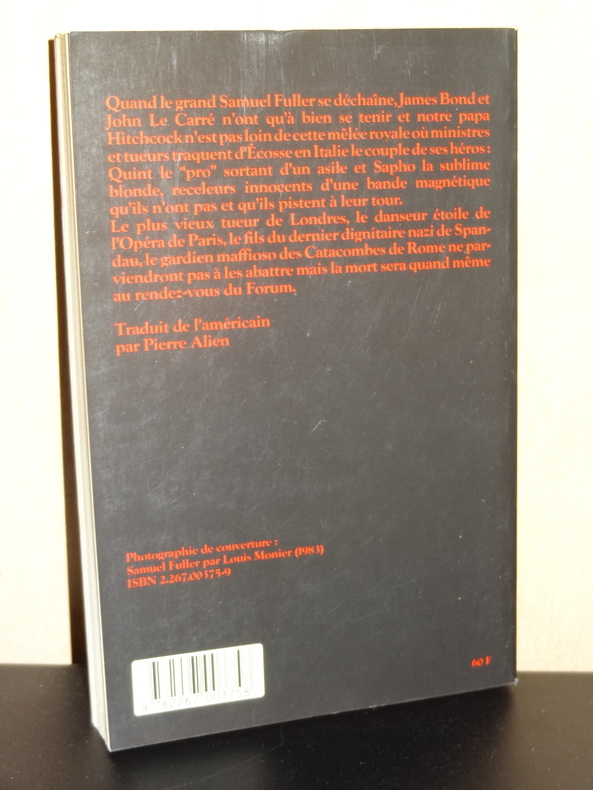 Quand le grand Samuel Fuller se déchaîne, James Bond et
John Le Carré n'ont qu'à bien se tenir et notre papa
Hitchcock n'est pas loin de cette mêlée royale où ministres
et tueurs traquent d'Écosse en Italie le couple de ses héros :
Quint le "pro" sortant d'un asile et Sapho la sublime
blonde, receleurs innocents d'une bande magnétique
qu'ils n'ont pas et qu'ils pistent à leur tour.
Le plus vieux tueur de Londres, le danseur étoile de
l'Opéra de Paris, le fils du dernier dignitaire nazi de Span-
dau, le gardien maffioso des Catacombes de Rome ne par-
viendront pas à les abattre mais la mort sera quand même
au rendez-vous du Forum.
Traduit de l'américain
par Pierre Alien
Photographie de couverture :
Samuel Fuller par Louis Monier (1983)
ISBN 2.267.00375-9
60 F